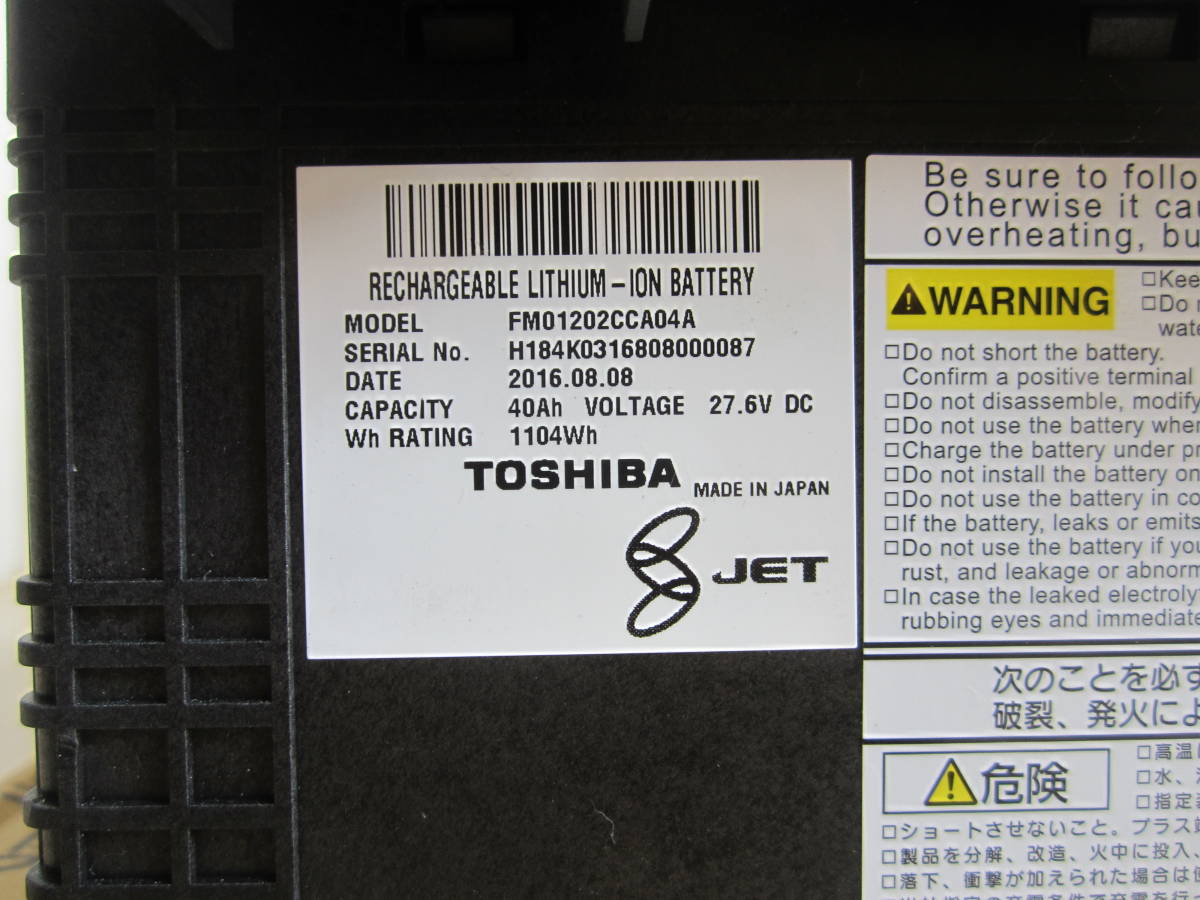 RECHARGEABLE LITHIUM-ION BATTERY
MODEL FM01202CCA04A
SERIAL No. H184K0316808000087
DATE 2016.08.08
CAPACITY 40Ah VOLTAGE 27.6V DC
Wh RATING 1104Wh
TOSHIBA MADE IN JAPAN
JET
Be sure to follo
Otherwise it ca
overheating, bu
WARNING
□Kee
□Do
wate
□Do not short the battery.
Confirm a positive terminal
□Do not disassemble, modify
□Do not use the battery wher
□Charge the battery under pr
□Do not install the battery on
□Do not use the battery in co
□If the battery, leaks or emits
□Do not use the battery if you
rust, and leakage or abnorm
□In case the leaked electrolyt
rubbing eyes and immediate
次のことを必ず
破裂、発火によ
危険
□高温
□水、
□指定
□ショートさせないこと。プラス
□製品を分解、改造、火中に投入、
□落下、衝撃が加えられた場合は